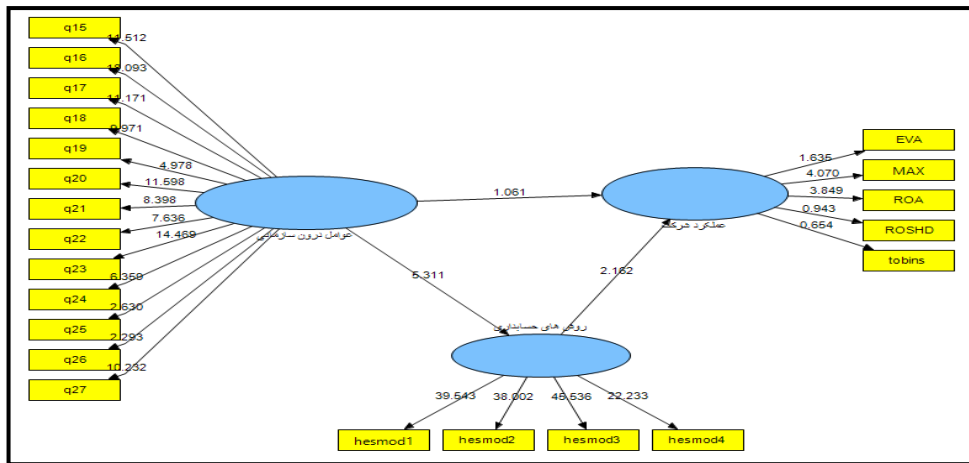 q15
q16
q17
q18
q19
q20
q21
q22
q23
q24
q25
q26
q27
11.512
11.171
4.978
11.598
8.398
7.636
14.469
6.359
2.630
2.293
10.232
عوامل درون سازمانی
1.061
5.311
2.162
عملکرد شرکت
روش های حسابداری
1.635
4.070
3.849
0.943
0.654
EVA
MAX
ROA
ROSHD
tobins
39.543
38.002
45.536
22.233
hesmod1
hesmod2
hesmod3
hesmod4